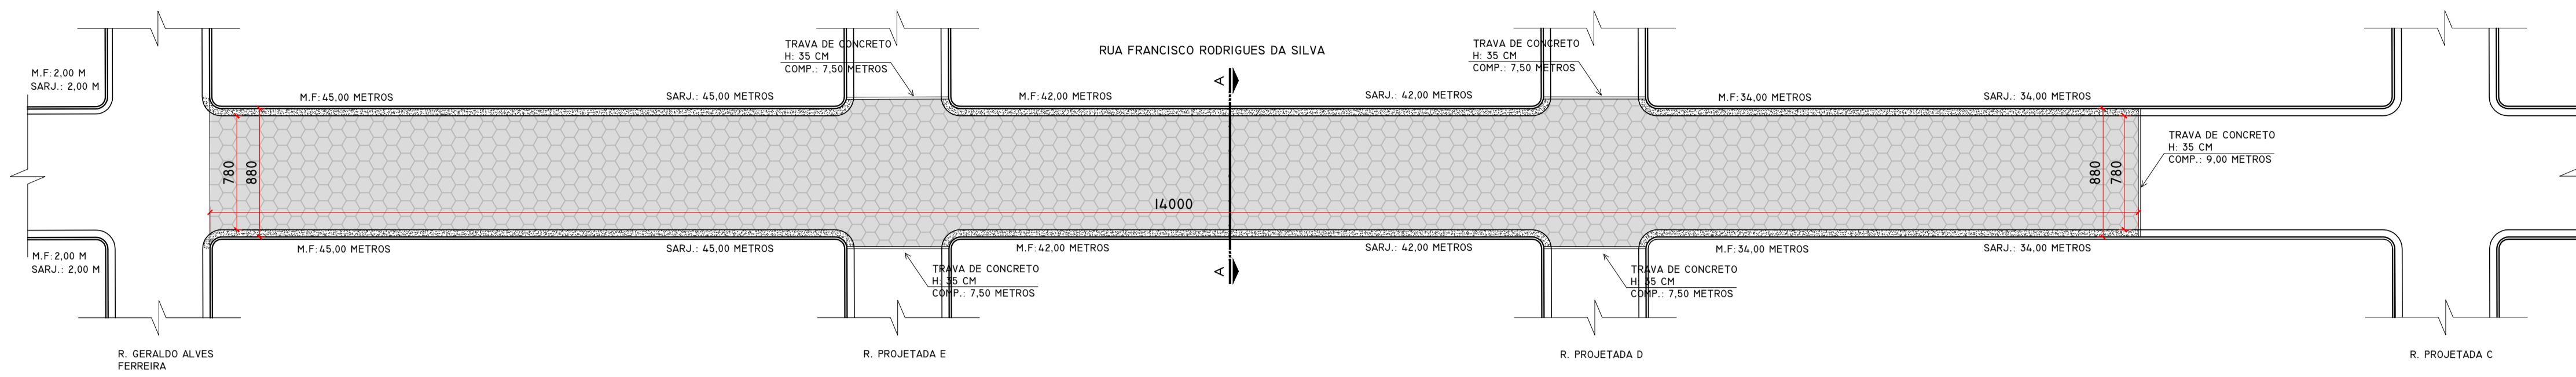 RUA FRANCISCO RODRIGUES DA SILVA
M.F:2,00 M
SARJ.: 2,00 M
M.F:45,00 METROS
SARJ.: 45,00 METROS
TRAVA DE CONCRETO
H: 35 CM
COMP.: 7,50 METROS
M.F:42,00 METROS
A
SARJ.: 42,00 METROS
TRAVA DE CONCRETO
H: 35 CM
COMP.: 7,50 METROS
M.F:34,00 METROS
SARJ.: 34,00 METROS
TRAVA DE CONCRETO
H: 35 CM
COMP.: 9,00 METROS
780
880
14000
880
780
M.F:2,00 M
SARJ.: 2,00 M
M.F:45,00 METROS
SARJ.: 45,00 METROS
TRAVA DE CONCRETO
H: 35 CM
COMP.: 7,50 METROS
M.F:42,00 METROS
A
SARJ.: 42,00 METROS
TRAVA DE CONCRETO
H: 35 CM
COMP.: 7,50 METROS
M.F:34,00 METROS
SARJ.: 34,00 METROS
R. GERALDO ALVES
FERREIRA
R. PROJETADA E
R. PROJETADA D
R. PROJETADA C